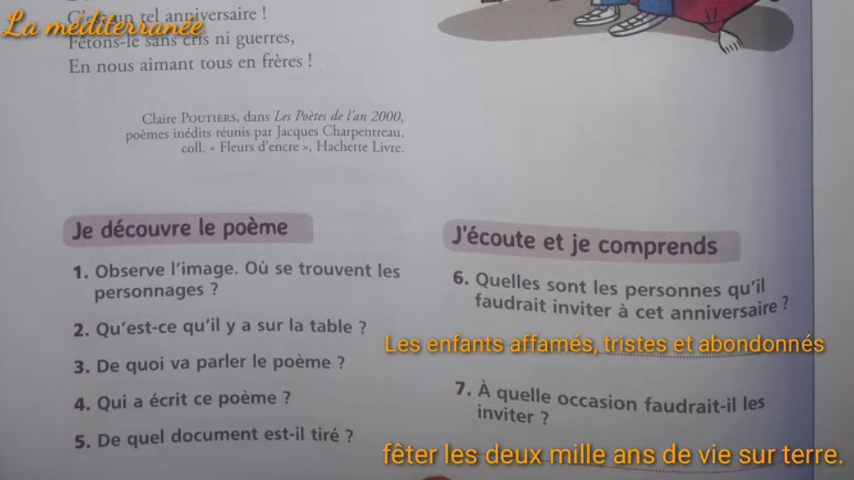 La méditerranée
un tel anniversaire !
Fêtons-le sans cris ni guerres,
En nous aimant tous en frères !
Claire POUTIERS, dans Les Poètes de l'an 2000,
poèmes inédits réunis par Jacques Charpentreau,
coll. « Fleurs d'encre », Hachette Livre.
Je découvre le poème
1. Observe l'image. Où se trouvent les
personnages ?
2. Qu'est-ce qu'il y a sur la table ?
3. De quoi va parler le poème ?
4. Qui a écrit ce poème ?
5. De quel document est-il tiré ?
J'écoute et je comprends
6. Quelles sont les personnes qu'il
faudrait inviter à cet anniversaire ?
Les enfants affamés, tristes et abondonnés
7. À quelle occasion faudrait-il les
inviter ?
fêter les deux mille ans de vie sur terre.